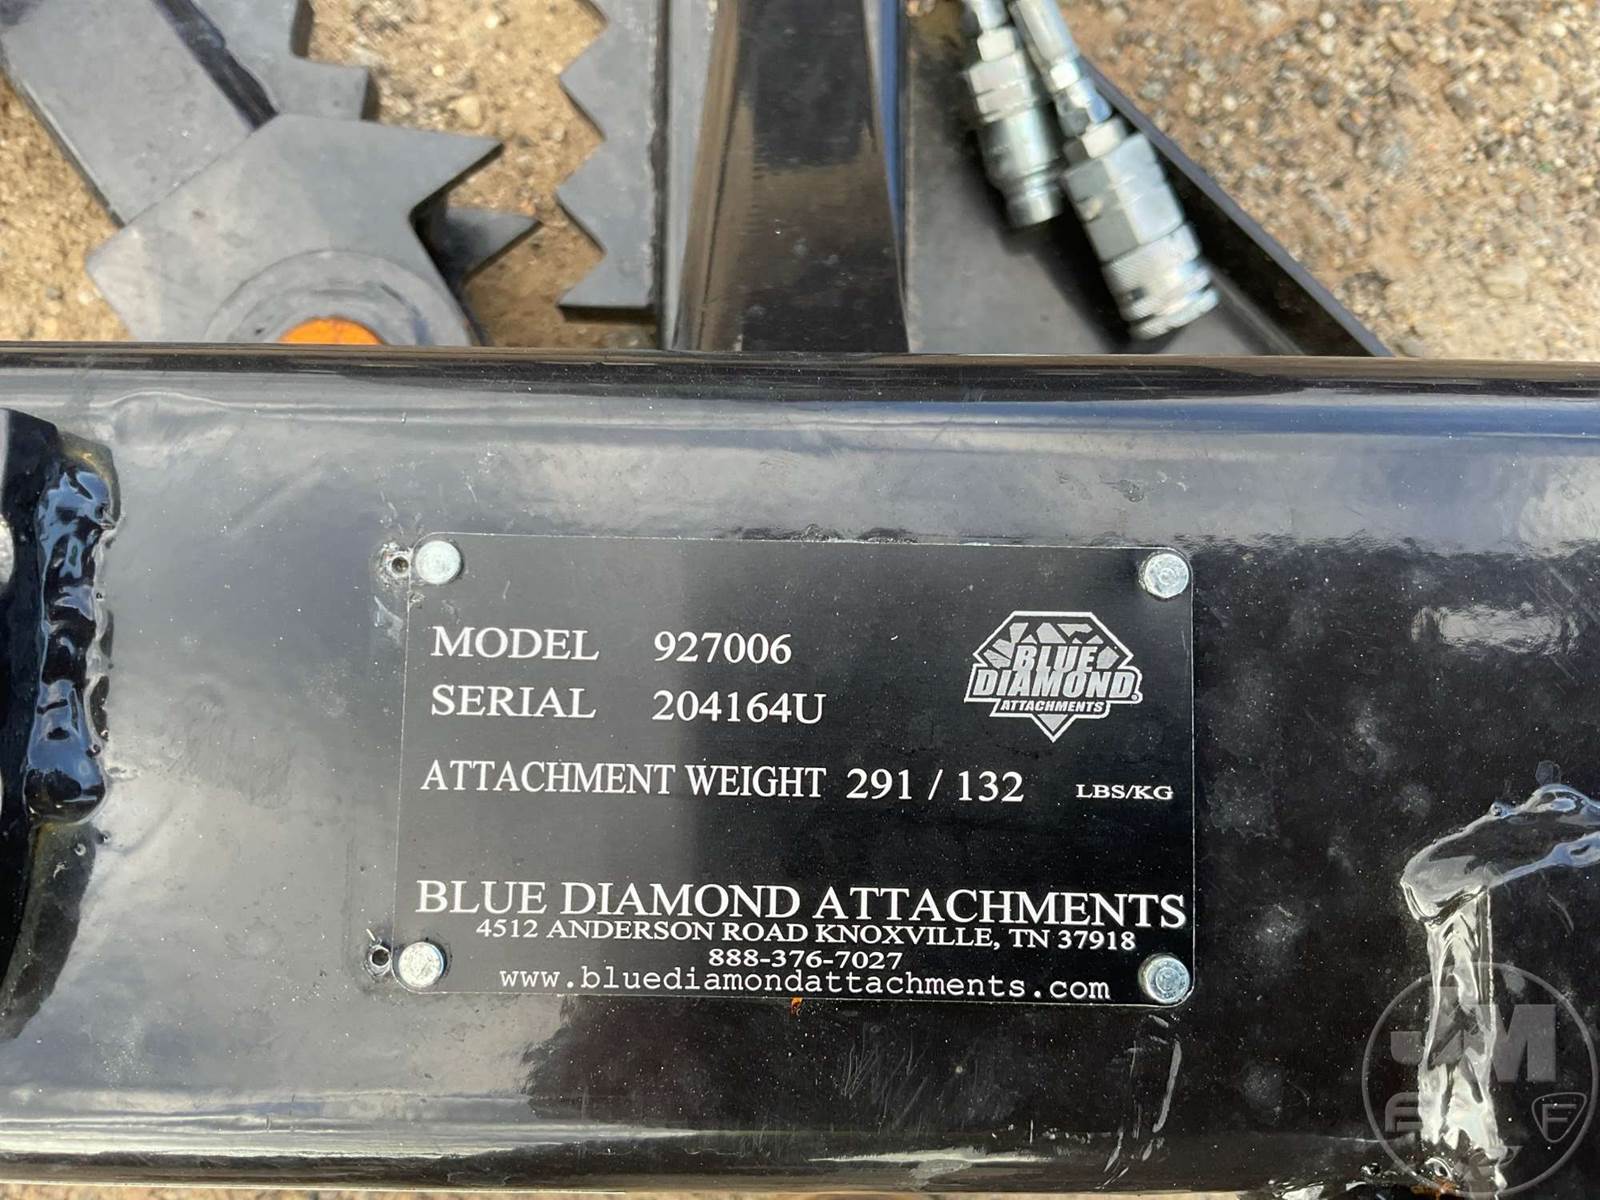 MODEL 927006
SERIAL 204164U
BLUE
DIAMOND
ATTACHMENTS
ATTACHMENT WEIGHT 291 / 132 LBS/KG
BLUE DIAMOND ATTACHMENTS
4512 ANDERSON ROAD KNOXVILLE, TN 37918
888-376-7027
www.bluediamondattachments.com
JM